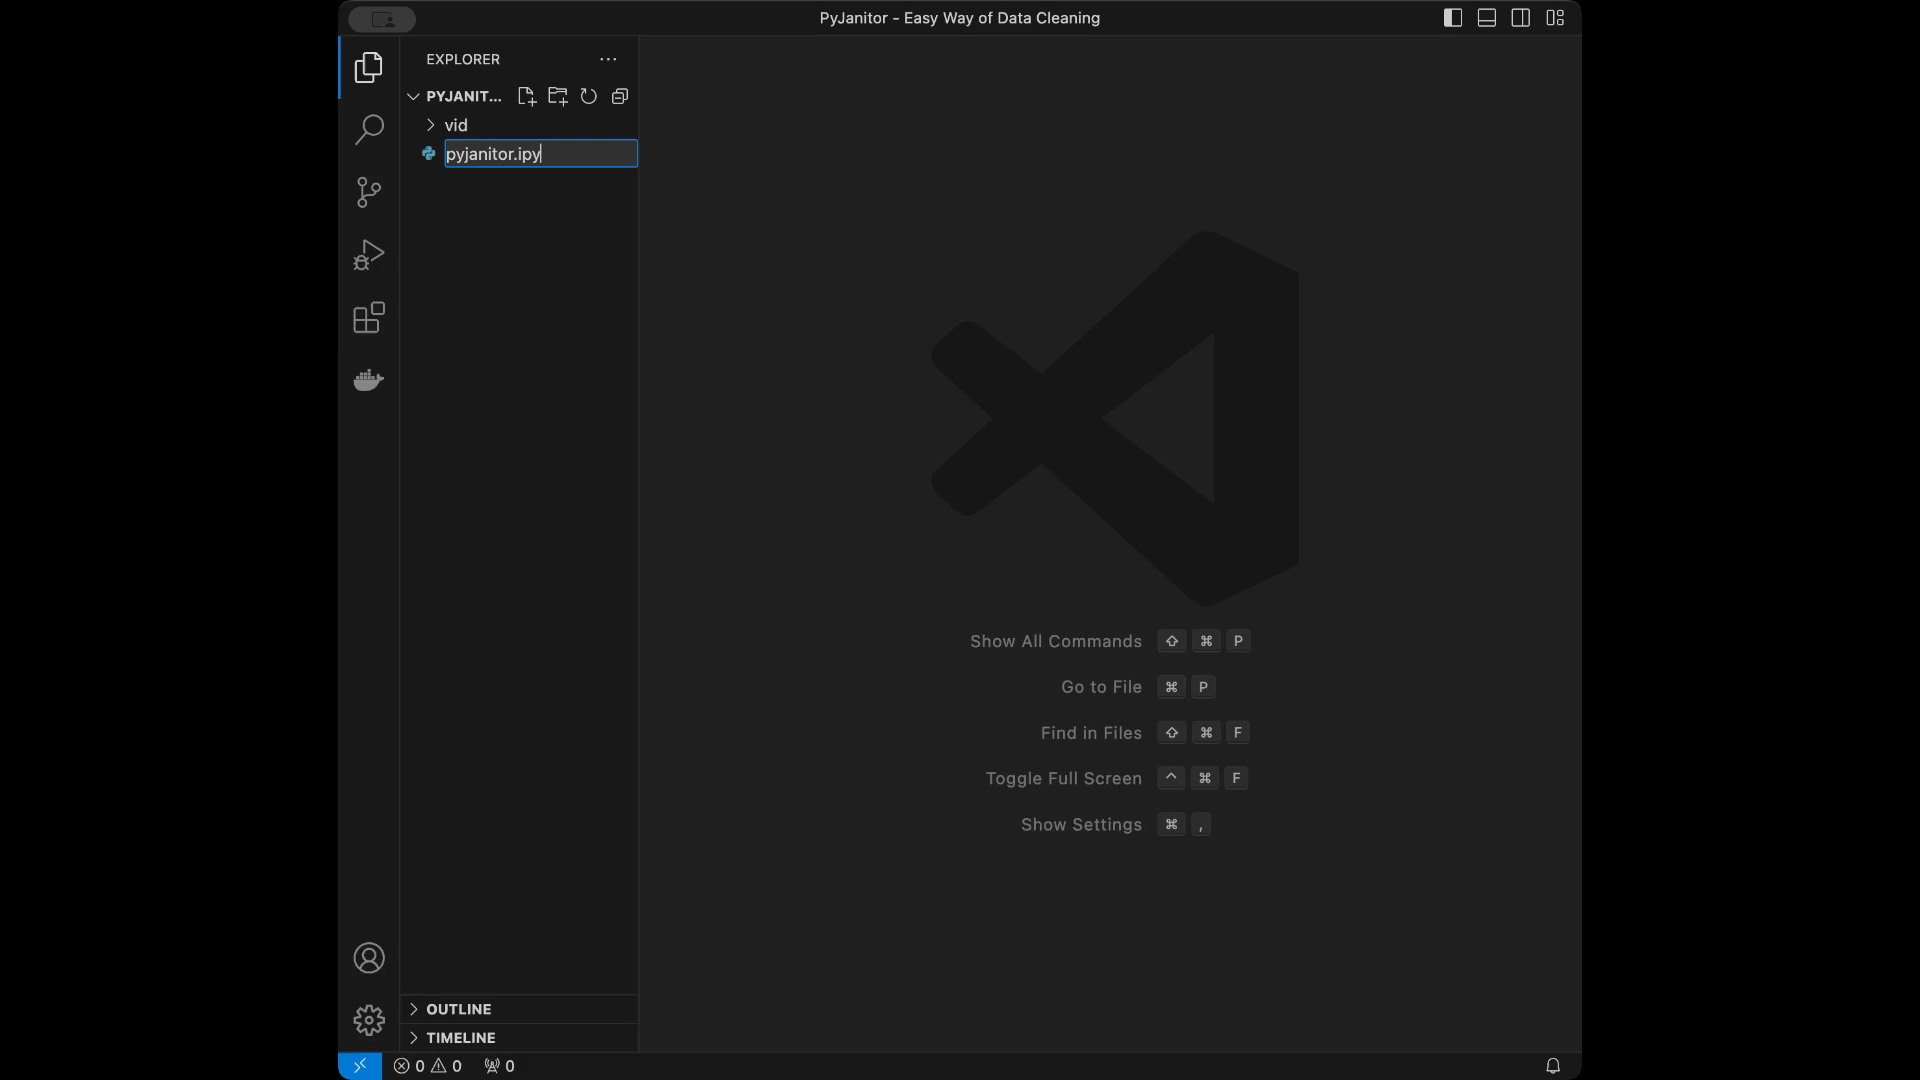 PyJanitor - Easy Way of Data Cleaning
EXPLORER
PYJANIT...
vid
pyjanitor.ipy
Show All Commands ⇧ ⌘ P
Go to File ⌘ P
Find in Files ⇧ ⌘ F
Toggle Full Screen ^ ⌘ F
Show Settings ⌘ ,
OUTLINE
TIMELINE
0 0 0